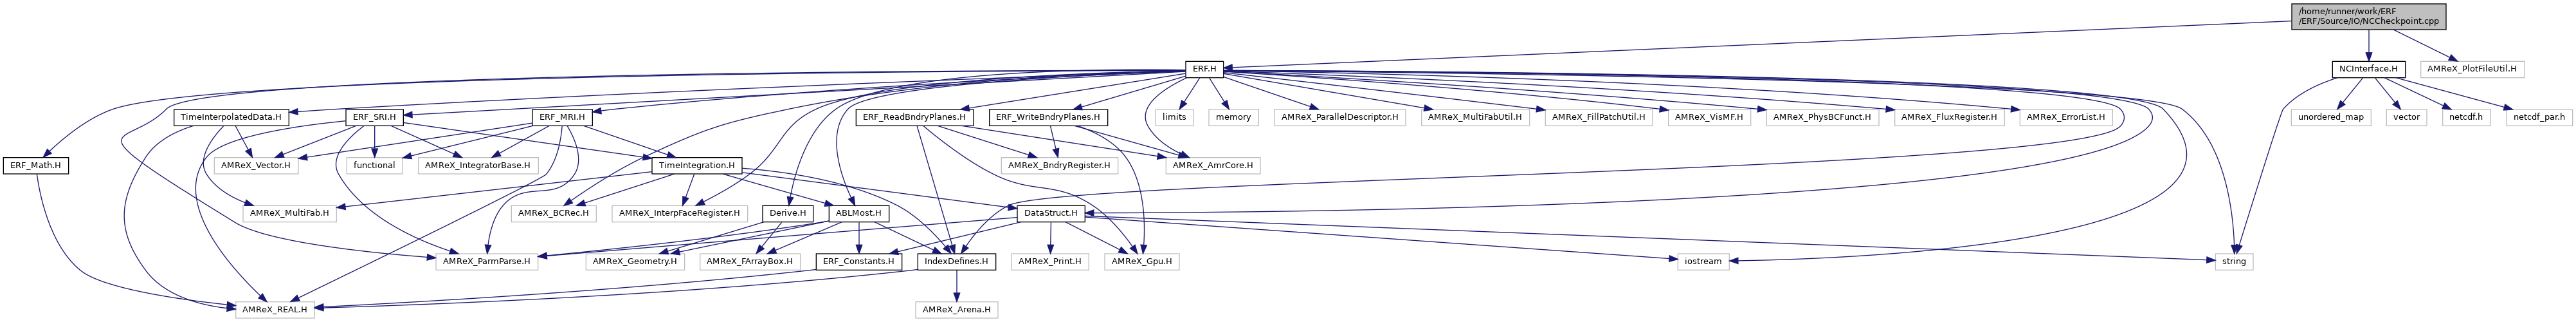 /home/runner/work/ERF
/ERF/Source/IO/NCCheckpoint.cpp
ERF.H
NCInterface.H
AMReX_PlotFileUtil.H
TimeInterpolatedData.H
ERF_SRI.H
ERF_MRI.H
ERF_ReadBndryPlanes.H
ERF_WriteBndryPlanes.H
limits
memory
AMReX_ParallelDescriptor.H
AMReX_MultiFabUtil.H
AMReX_FillPatchUtil.H
AMReX_VisMF.H
AMReX_PhysBCFunct.H
AMReX_FluxRegister.H
AMReX_ErrorList.H
unordered_map
vector
netcdf.h
netcdf_par.h
ERF_Math.H
AMReX_Vector.H
functional
AMReX_IntegratorBase.H
TimeIntegration.H
AMReX_BndryRegister.H
AMReX_AmrCore.H
AMReX_MultiFab.H
AMReX_BCRec.H
AMReX_InterpFaceRegister.H
Derive.H
ABLMost.H
DataStruct.H
AMReX_ParmParse.H
AMReX_Geometry.H
AMReX_FArrayBox.H
ERF_Constants.H
IndexDefines.H
AMReX_Print.H
AMReX_Gpu.H
iostream
string
AMReX_REAL.H
AMReX_Arena.H